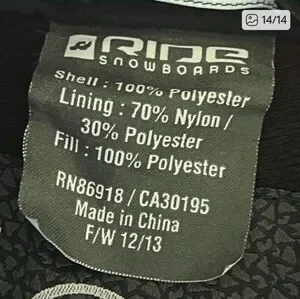 14/14
RIDE
SNOWBOARDS
Shell : 100% Polyester
Lining : 70% Nylon /
30% Polyester
Fill : 100% Polyester
RN86918 / CA30195
Made in China
F/W 12/13